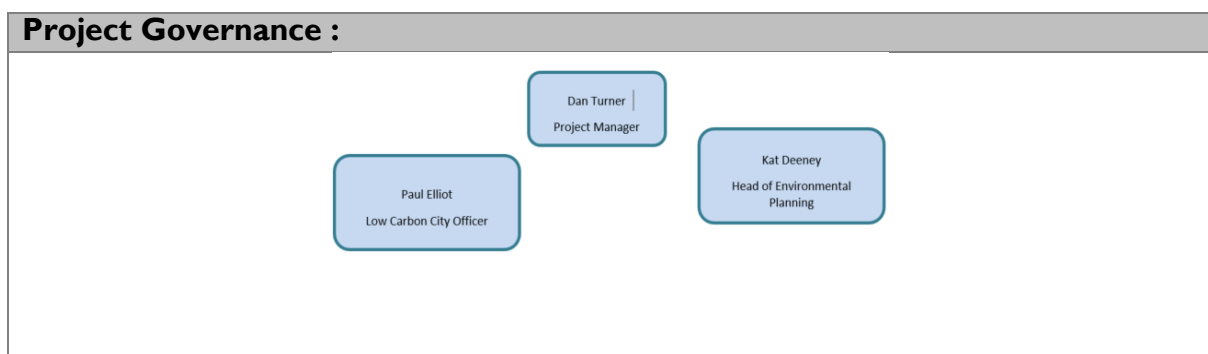 Project Governance :
Dan Turner
Project Manager
Kat Deeney
Head of Environmental
Planning
Paul Elliot
Low Carbon City Officer